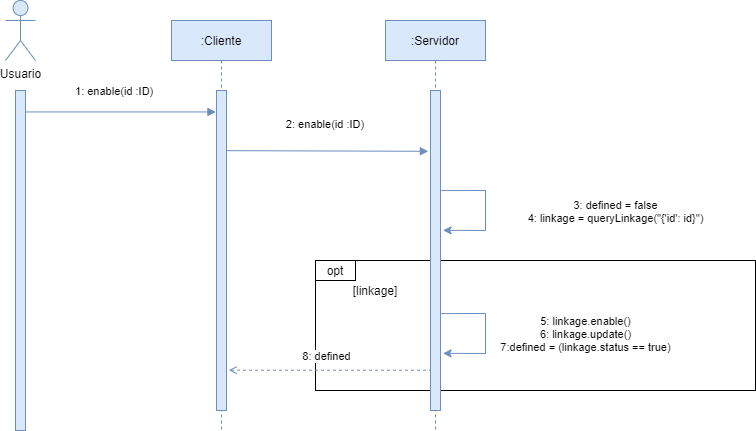 Usuario
:Cliente
:Servidor
1: enable(id :ID)
2: enable(id :ID)
3: defined = false
4: linkage = queryLinkage("{'id': id}")
opt
[linkage]
5: linkage.enable()
6: linkage.update()
7:defined = (linkage.status == true)
8: defined